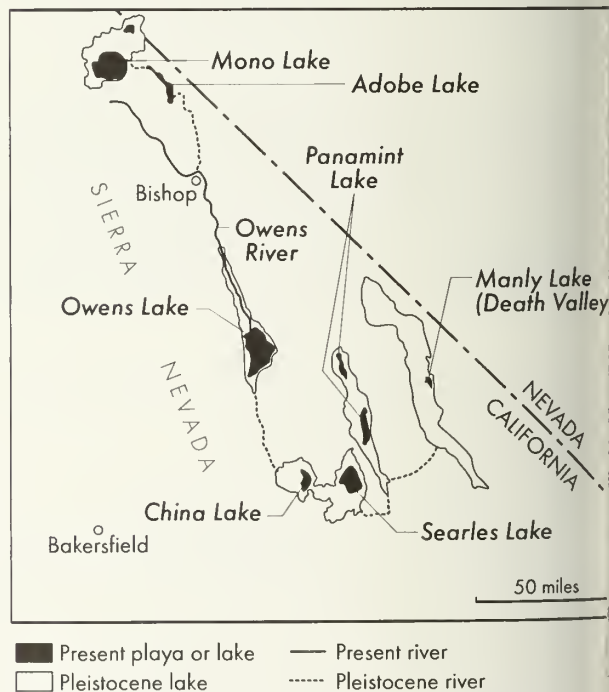 Mono Lake
Adobe Lake
Panamint
Lake
Bishop
SIERRA
Owens
River
Manly Lake
(Death Valley
Owens Lake
NEVADA
NEVADA
CALIFORNIA
China Lake
Searles Lake
Bakersfield
50 miles
Present playa or lake
Present river
Pleistocene lake
Pleistocene river